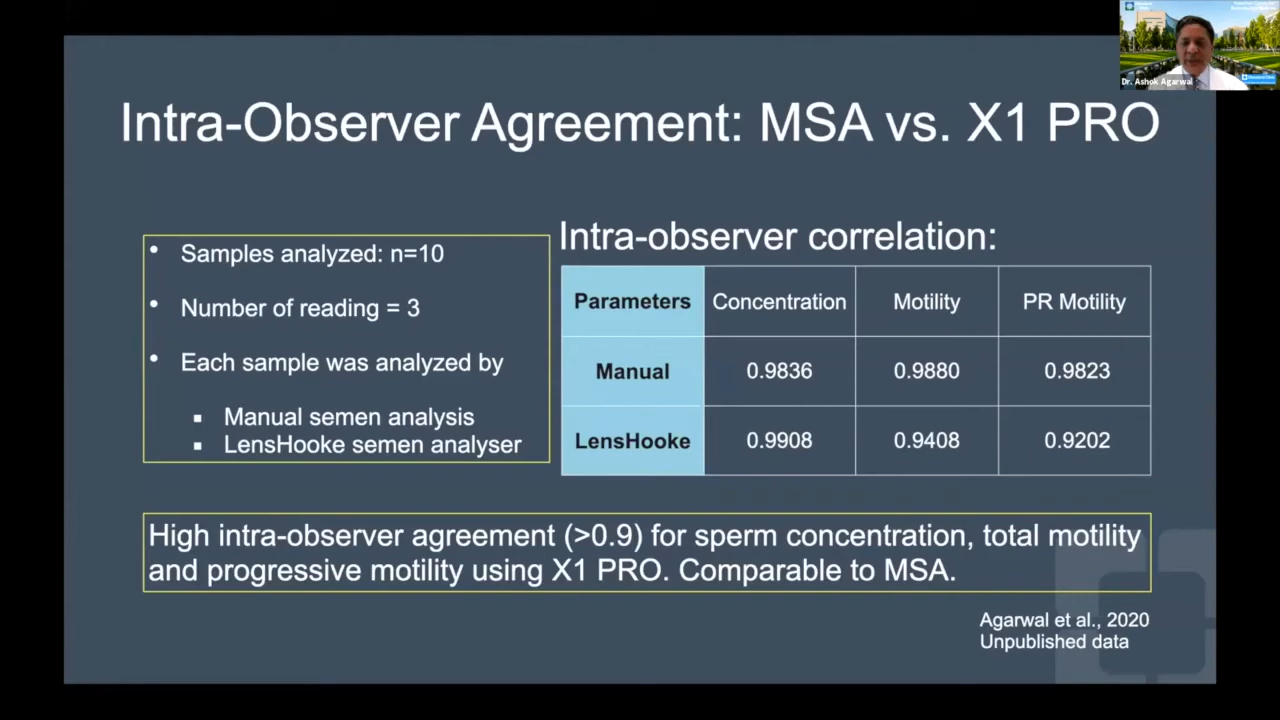 Dr. Ashok Agarwal
Intra-Observer Agreement: MSA vs. X1 PRO
• Samples analyzed: n=10
• Number of reading = 3
• Each sample was analyzed by
▪ Manual semen analysis
▪ LensHooke semen analyser
Intra-observer correlation:
Parameters Concentration Motility PR Motility
Manual 0.9836 0.9880 0.9823
LensHooke 0.9908 0.9408 0.9202
High intra-observer agreement (>0.9) for sperm concentration, total motility
and progressive motility using X1 PRO. Comparable to MSA.
Agarwal et al., 2020
Unpublished data